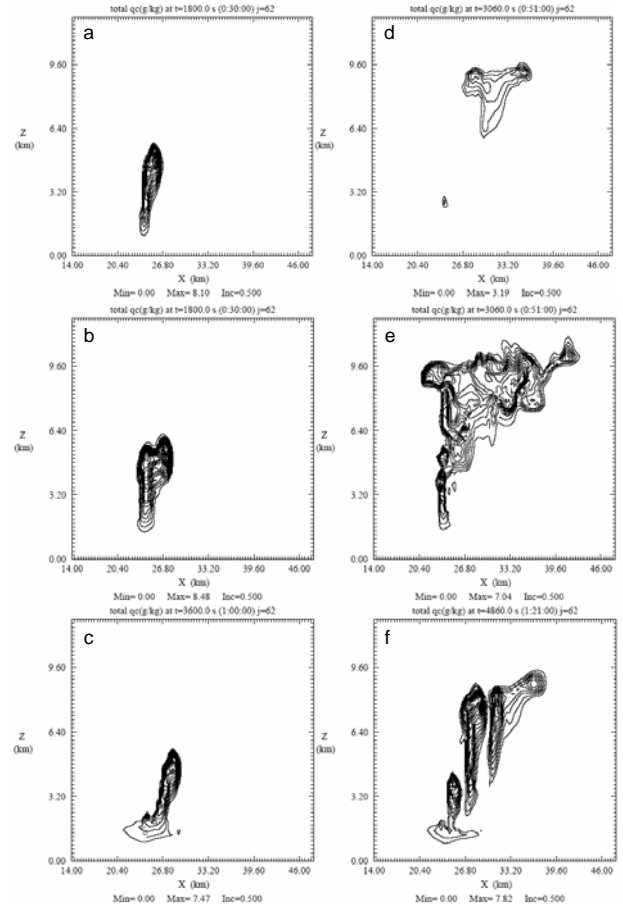 total qc(g/kg) at t=1800.0 s (0:30:00) j=62
a
9.60
Z
6.40
(km)
3.20
0.00
14.00 20.40 26.80 33.20 39.60 46.00
X (km)
Min= 0.00 Max= 8.10 Inc=0.500
total qc(g/kg) at t=3060.0 s (0:51:00) j=62
d
9.60
Z
6.40
(km)
3.20
0.00
14.00 20.40 26.80 33.20 39.60 46.00
X (km)
Min= 0.00 Max= 3.19 Inc=0.500
total qc(g/kg) at t=1800.0 s (0:30:00) j=62
b
9.60
Z
6.40
(km)
3.20
0.00
14.00 20.40 26.80 33.20 39.60 46.00
X (km)
Min= 0.00 Max= 8.48 Inc=0.500
total qc(g/kg) at t=3060.0 s (0:51:00) j=62
e
9.60
Z
6.40
(km)
3.20
0.00
14.00 20.40 26.80 33.20 39.60 46.00
X (km)
Min= 0.00 Max= 7.04 Inc=0.500
total qc(g/kg) at t=3600.0 s (1:00:00) j=62
c
9.60
Z
6.40
(km)
3.20
0.00
14.00 20.40 26.80 33.20 39.60 46.00
X (km)
Min= 0.00 Max= 7.47 Inc=0.500
total qc(g/kg) at t=4860.0 s (1:21:00) j=62
f
9.60
Z
6.40
(km)
3.20
0.00
14.00 20.40 26.80 33.20 39.60 46.00
X (km)
Min= 0.00 Max= 7.82 Inc=0.500